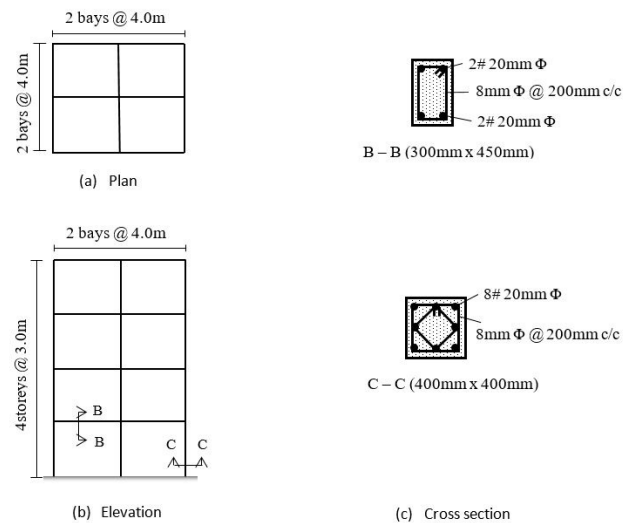 2 bays @ 4.0m
2 bays @ 4.0m
(a) Plan
2# 20mm Φ
8mm Φ @ 200mm c/c
2# 20mm Φ
B – B (300mm x 450mm)
2 bays @ 4.0m
4storeys @ 3.0m
B
B
C C
(b) Elevation
8# 20mm Φ
8mm Φ @ 200mm c/c
C – C (400mm x 400mm)
(c) Cross section